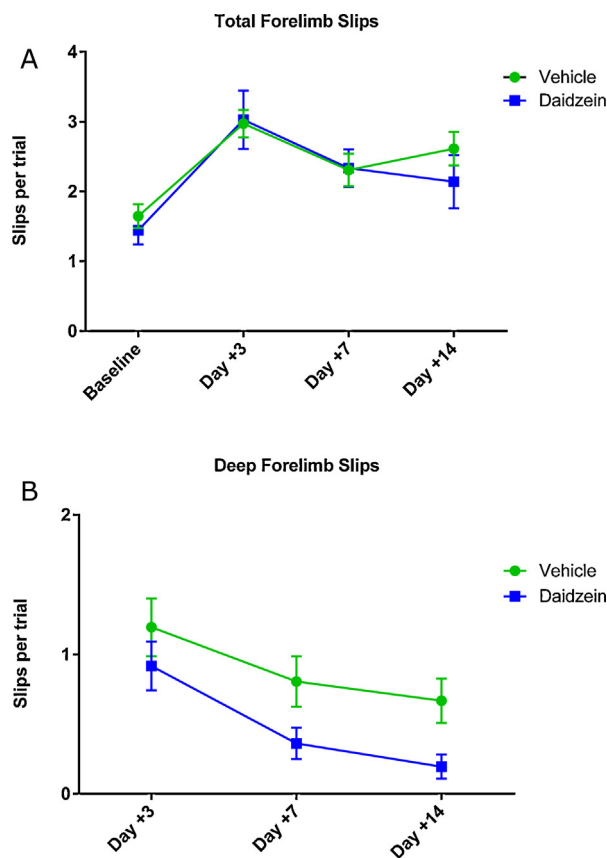 Total Forelimb Slips
A
4
3
2
1
0
Slips per trial
Baseline
Day +3
Day +7
Day +14
Vehicle
Daidzein
Deep Forelimb Slips
B
2
1
0
Slips per trial
Day +3
Day +7
Day +14
Vehicle
Daidzein